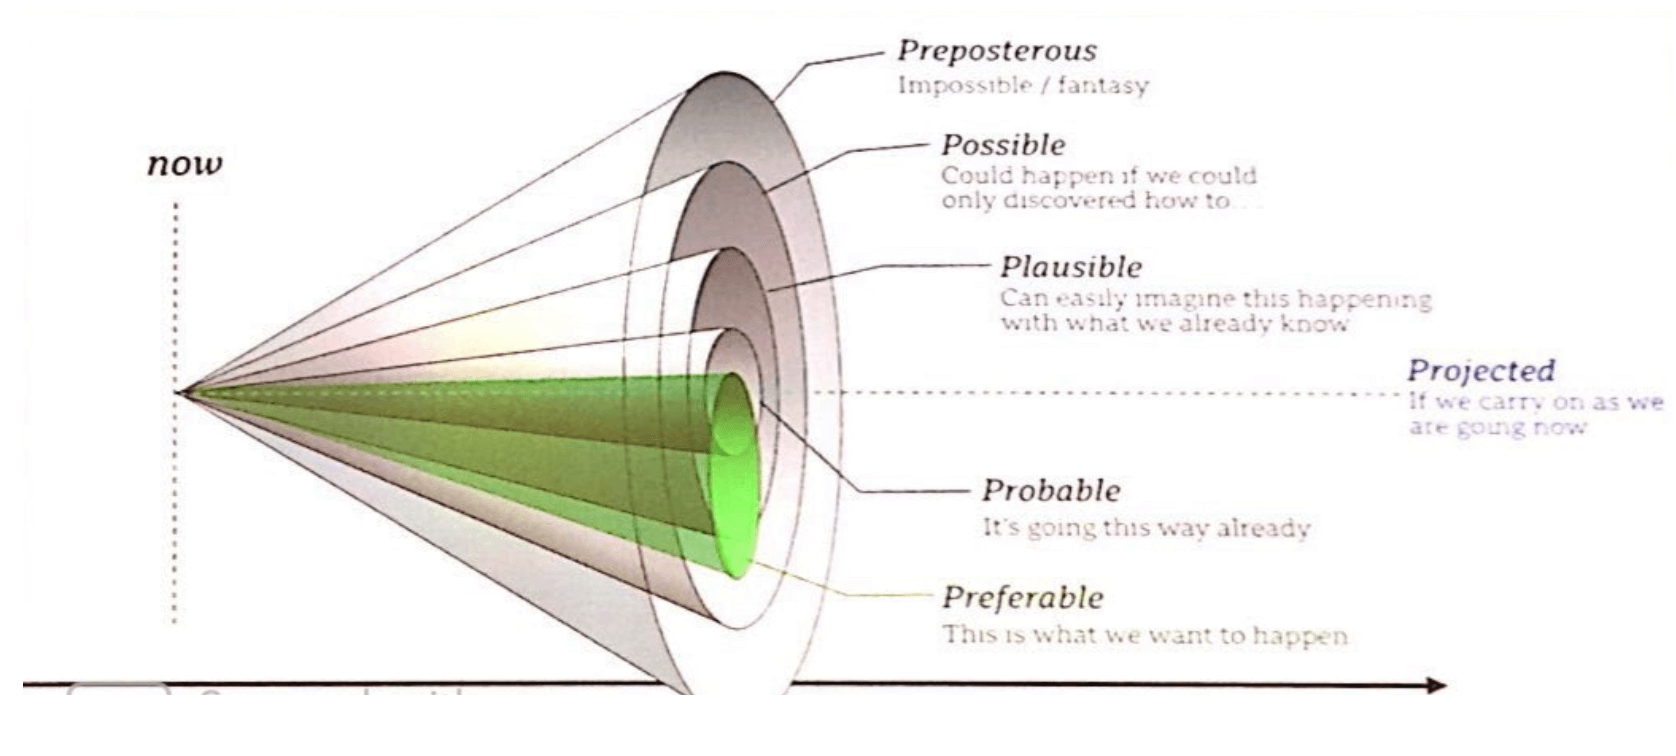 now
Preposterous
Impossible / fantasy
Possible
Could happen if we could
only discovered how to...
Plausible
Can easily imagine this happening
with what we already know
Projected
If we carry on as we
are going now
Probable
It's going this way already
Preferable
This is what we want to happen